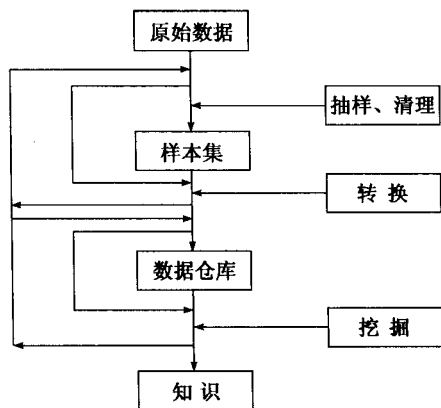 原始数据
抽样、清理
样本集
转换
数据仓库
挖掘
知识